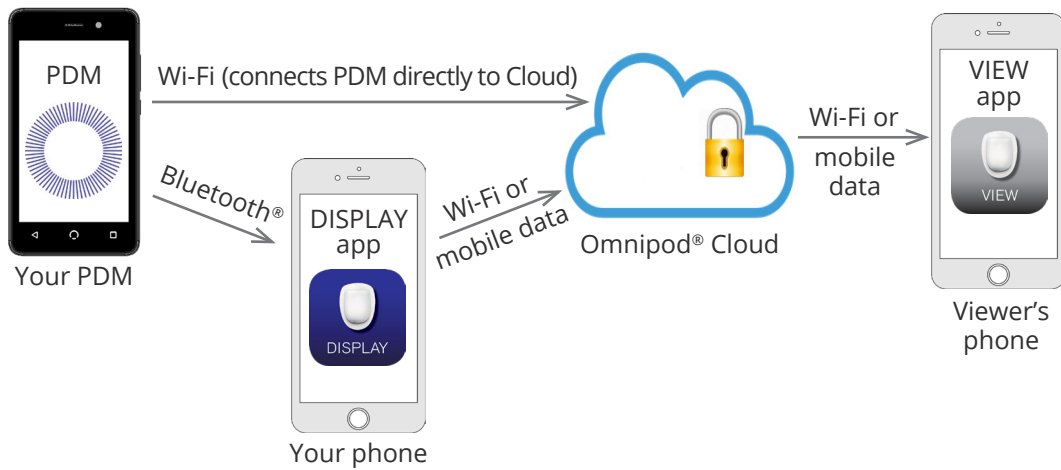 PDM
Your PDM
Wi-Fi (connects PDM directly to Cloud)
Bluetooth®
DISPLAY
app
DISPLAY
Your phone
Wi-Fi or
mobile data
Omnipod® Cloud
Wi-Fi or
mobile
data
VIEW
app
VIEW
Viewer’s
phone